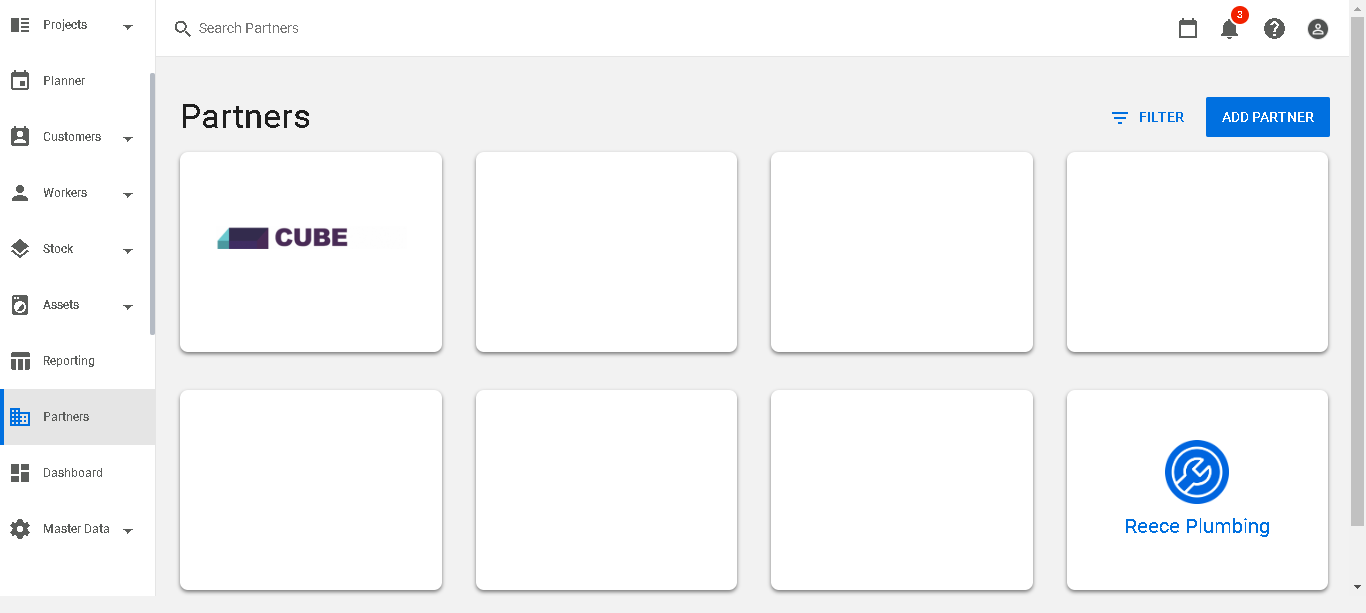 Projects
Search Partners
3
Planner
Customers
Workers
Stock
Assets
Reporting
Partners
Dashboard
Master Data
Partners
FILTER
ADD PARTNER
CUBE
Reece Plumbing